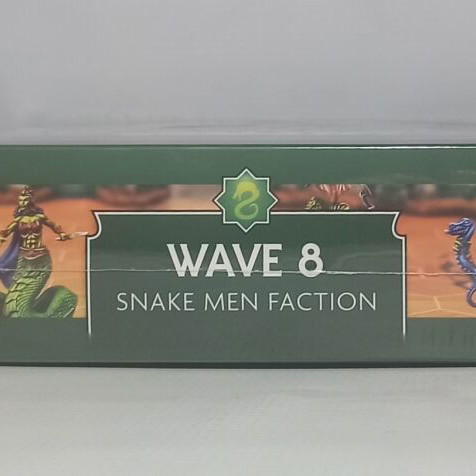 WAVE 8
SNAKE MEN FACTION